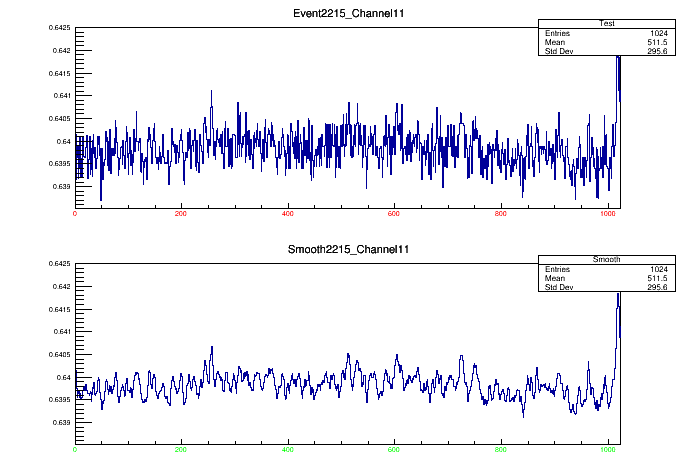 Event2215_Channel11
Test
Entries 1024
Mean 511.5
Std Dev 295.6
0.6425
0.642
0.6415
0.641
0.6405
0.64
0.6395
0.639
0 200 400 600 800 1000
Smooth2215_Channel11
Smooth
Entries 1024
Mean 511.5
Std Dev 295.6
0.6425
0.642
0.6415
0.641
0.6405
0.64
0.6395
0.639
0 200 400 600 800 1000